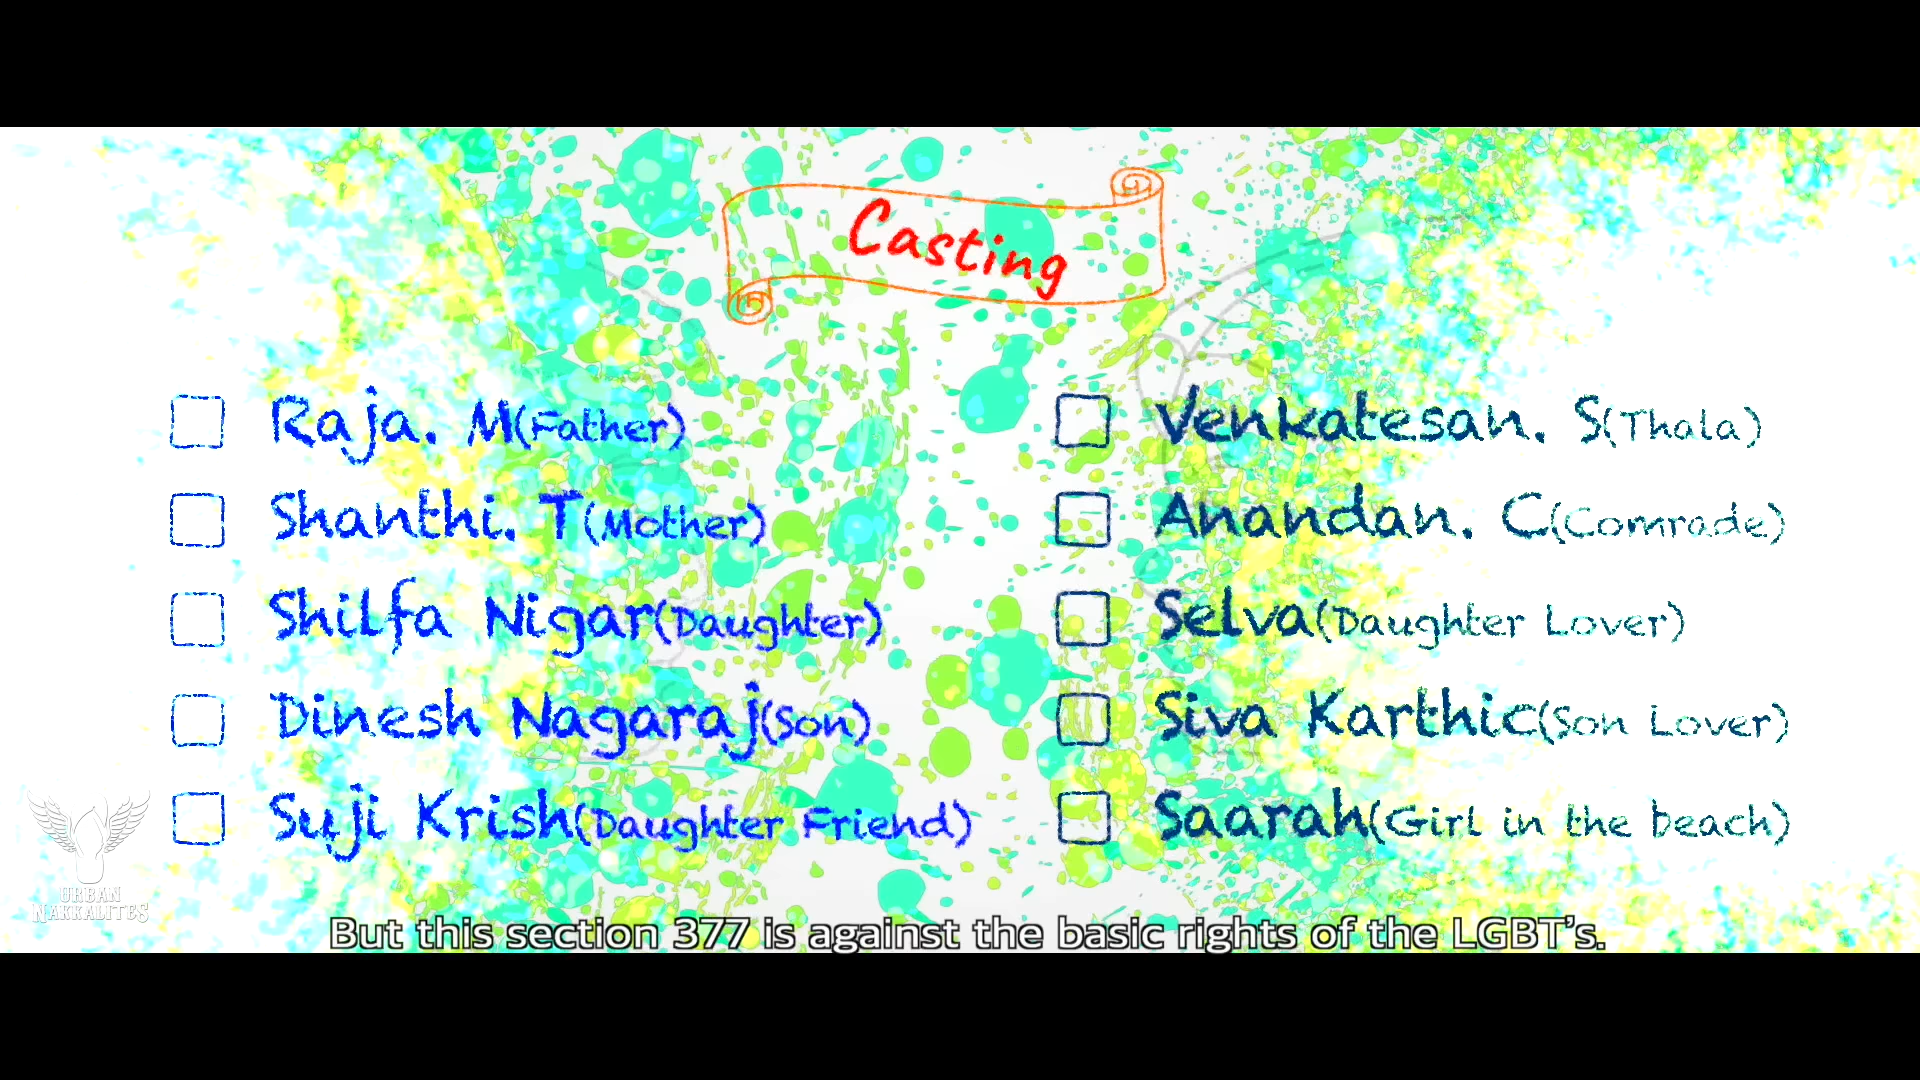 Casting
Raja. M(Father)
Shanthi. T(Mother)
Shilfa Nigar(Daughter)
Dinesh Nagaraj(Son)
Suji Krish(Daughter Friend)
Venkatesan. S(Thala)
Anandan. C(Comrade)
Selva(Daughter Lover)
Siva Karthic(Son Lover)
Saarah(Girl in the beach)
URBAN
NAKKALITES
But this section 377 is against the basic rights of the LGBT's.